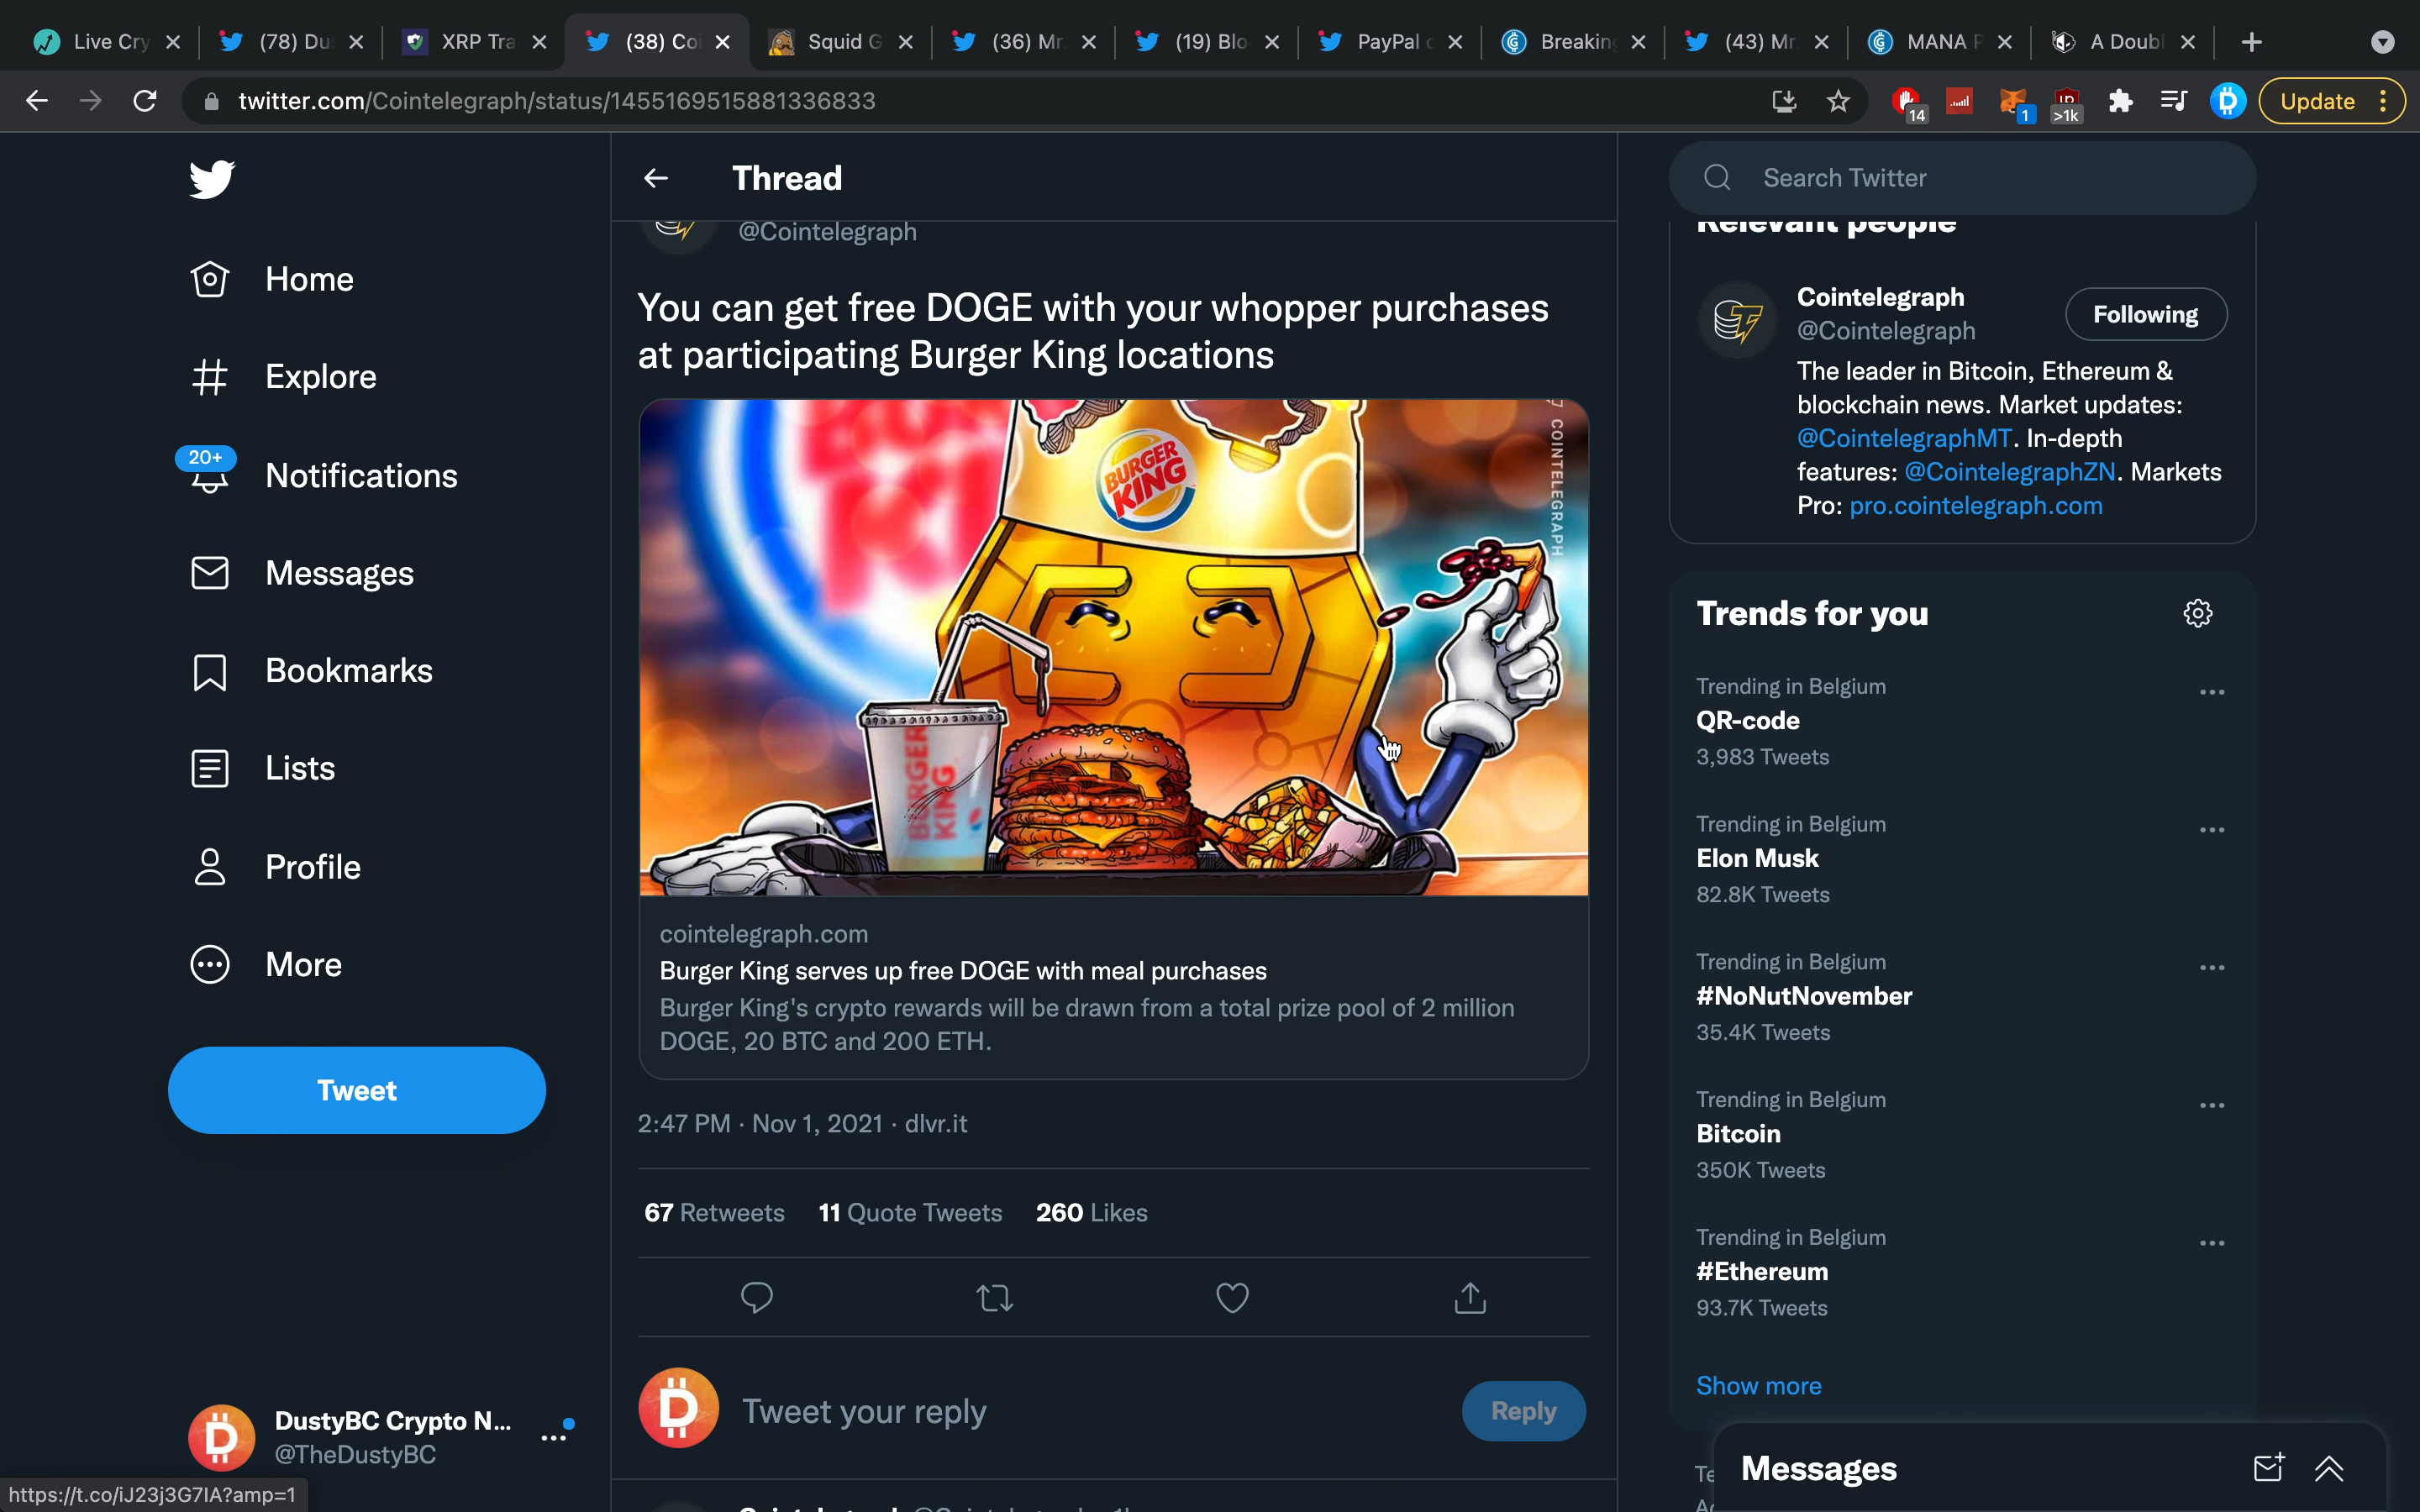 Live Cry
(78) Du
XRP Tra
(38) Co
Squid G
(36) Mr.
(19) Blo
PayPal c
Breaking
(43) Mr
MANA P
A Doubl
twitter.com/Cointelegraph/status/1455169515881336833
14
1
>1k
Update
Home
Explore
20+
Notifications
Messages
Bookmarks
Lists
Profile
More
Tweet
DustyBC Crypto N...
@TheDustyBC
https://t.co/iJ23j3G7IA?amp=1
Thread
@Cointelegraph
You can get free DOGE with your whopper purchases
at participating Burger King locations
BURGER
KING
COINTELEGRAPH
BURGER
KING
cointelegraph.com
Burger King serves up free DOGE with meal purchases
Burger King's crypto rewards will be drawn from a total prize pool of 2 million
DOGE, 20 BTC and 200 ETH.
2:47 PM · Nov 1, 2021 · dlvr.it
67 Retweets 11 Quote Tweets 260 Likes
Tweet your reply
Reply
Search Twitter
Relevant people
Cointelegraph
@Cointelegraph
Following
The leader in Bitcoin, Ethereum &
blockchain news. Market updates:
@CointelegraphMT. In-depth
features: @CointelegraphZN. Markets
Pro: pro.cointelegraph.com
Trends for you
Trending in Belgium
QR-code
3,983 Tweets
Trending in Belgium
Elon Musk
82.8K Tweets
Trending in Belgium
#NoNutNovember
35.4K Tweets
Trending in Belgium
Bitcoin
350K Tweets
Trending in Belgium
#Ethereum
93.7K Tweets
Show more
Messages